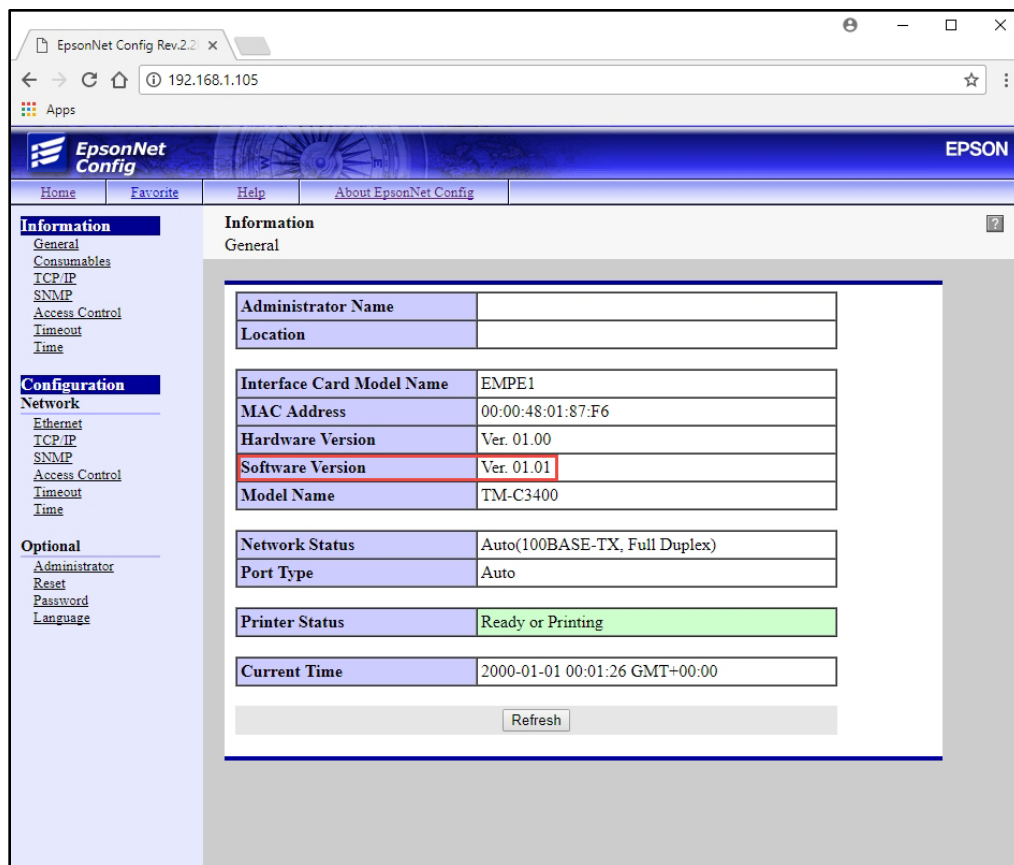 EpsonNet Config Rev.2.2
192.168.1.105
Apps
EpsonNet
Config
EPSON
Home Favorite Help About EpsonNet Config
Information
General
Consumables
TCP/IP
SNMP
Access Control
Timeout
Time
Configuration
Network
Ethernet
TCP/IP
SNMP
Access Control
Timeout
Time
Optional
Administrator
Reset
Password
Language
Information
?
General
Administrator Name
Location
Interface Card Model Name EMPE1
MAC Address 00:00:48:01:87:F6
Hardware Version Ver. 01.00
Software Version Ver. 01.01
Model Name TM-C3400
Network Status Auto(100BASE-TX, Full Duplex)
Port Type Auto
Printer Status Ready or Printing
Current Time 2000-01-01 00:01:26 GMT+00:00
Refresh